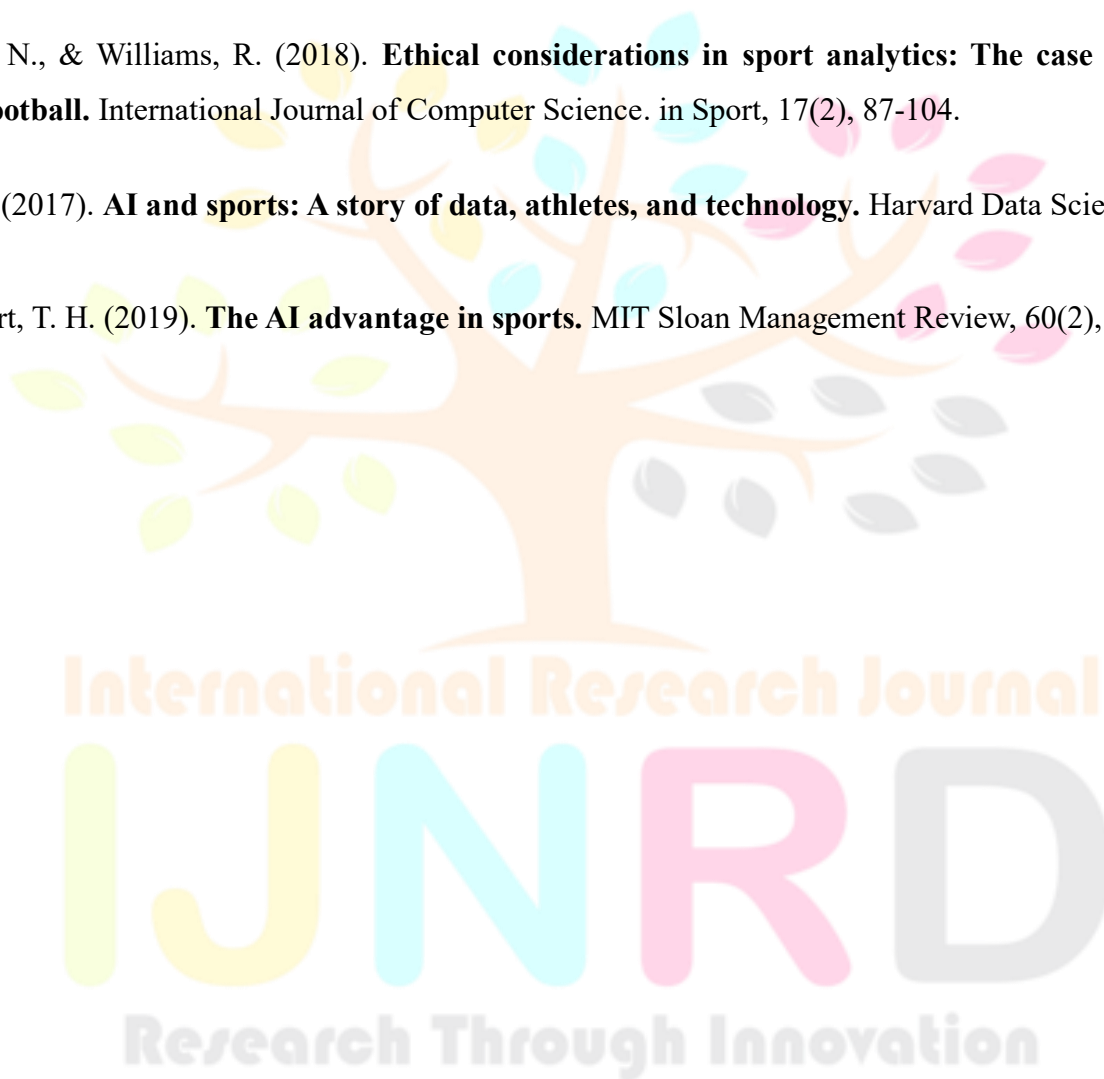 N., & Williams, R. (2018). Ethical considerations in sport analytics: The case
ootball. International Journal of Computer Science. in Sport, 17(2), 87-104.
(2017). AI and sports: A story of data, athletes, and technology. Harvard Data Scie
rt, T. H. (2019). The AI advantage in sports. MIT Sloan Management Review, 60(2),
International Research Journal
IJNRD
Research Through Innovation